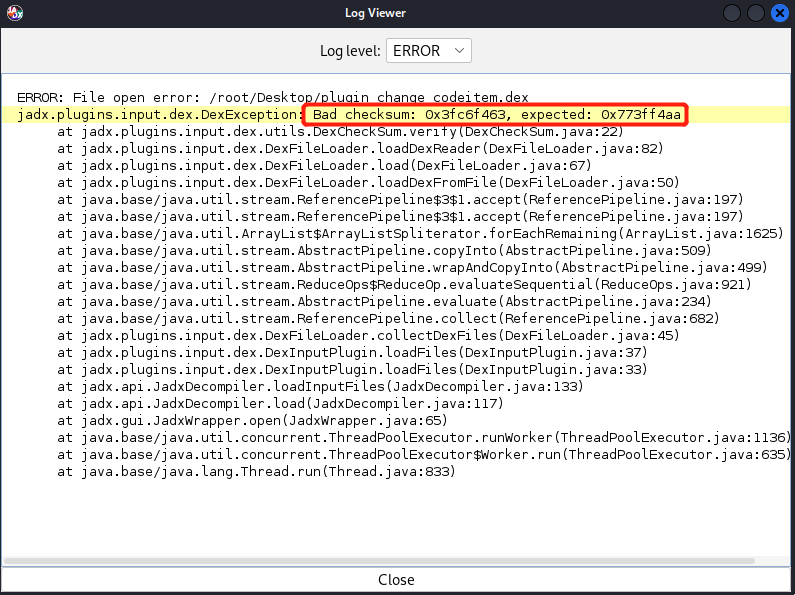 Log Viewer
Log level: ERROR
ERROR: File open error: /root/Desktop/plugin_change_codeitem.dex
jadx.plugins.input.dex.DexException: Bad checksum: 0x3fc6f463, expected: 0x773ff4aa
at jadx.plugins.input.dex.utils.DexCheckSum.verify(DexCheckSum.java:22)
at jadx.plugins.input.dex.DexFileLoader.loadDexReader(DexFileLoader.java:82)
at jadx.plugins.input.dex.DexFileLoader.load(DexFileLoader.java:67)
at jadx.plugins.input.dex.DexFileLoader.loadDexFromFile(DexFileLoader.java:50)
at java.base/java.util.stream.ReferencePipeline$3$1.accept(ReferencePipeline.java:197)
at java.base/java.util.stream.ReferencePipeline$3$1.accept(ReferencePipeline.java:197)
at java.base/java.util.ArrayList$ArrayListSpliterator.forEachRemaining(ArrayList.java:1625)
at java.base/java.util.stream.AbstractPipeline.copyInto(AbstractPipeline.java:509)
at java.base/java.util.stream.AbstractPipeline.wrapAndCopyInto(AbstractPipeline.java:499)
at java.base/java.util.stream.ReduceOps$ReduceOp.evaluateSequential(ReduceOps.java:921)
at java.base/java.util.stream.AbstractPipeline.evaluate(AbstractPipeline.java:234)
at java.base/java.util.stream.ReferencePipeline.collect(ReferencePipeline.java:682)
at jadx.plugins.input.dex.DexFileLoader.collectDexFiles(DexFileLoader.java:45)
at jadx.plugins.input.dex.DexInputPlugin.loadFiles(DexInputPlugin.java:37)
at jadx.plugins.input.dex.DexInputPlugin.loadFiles(DexInputPlugin.java:33)
at jadx.api.JadxDecompiler.loadInputFiles(JadxDecompiler.java:133)
at jadx.api.JadxDecompiler.load(JadxDecompiler.java:117)
at jadx.gui.JadxWrapper.open(JadxWrapper.java:65)
at java.base/java.util.concurrent.ThreadPoolExecutor.runWorker(ThreadPoolExecutor.java:1136)
at java.base/java.util.concurrent.ThreadPoolExecutor$Worker.run(ThreadPoolExecutor.java:635)
at java.base/java.lang.Thread.run(Thread.java:833)
Close